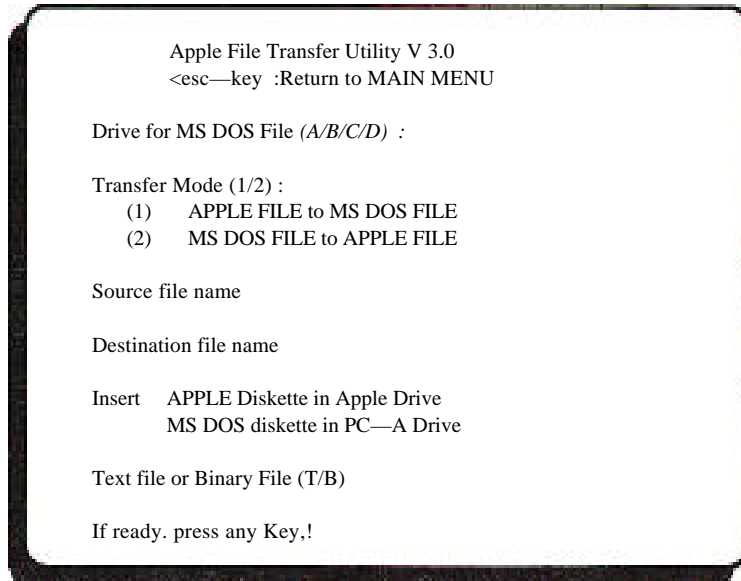 Apple File Transfer Utility V 3.0
<esc—key :Return to MAIN MENU
Drive for MS DOS File (A/B/C/D) :
Transfer Mode (1/2) :
(1) APPLE FILE to MS DOS FILE
(2) MS DOS FILE to APPLE FILE
Source file name
Destination file name
Insert APPLE Diskette in Apple Drive
MS DOS diskette in PC—A Drive
Text file or Binary File (T/B)
If ready. press any Key,!